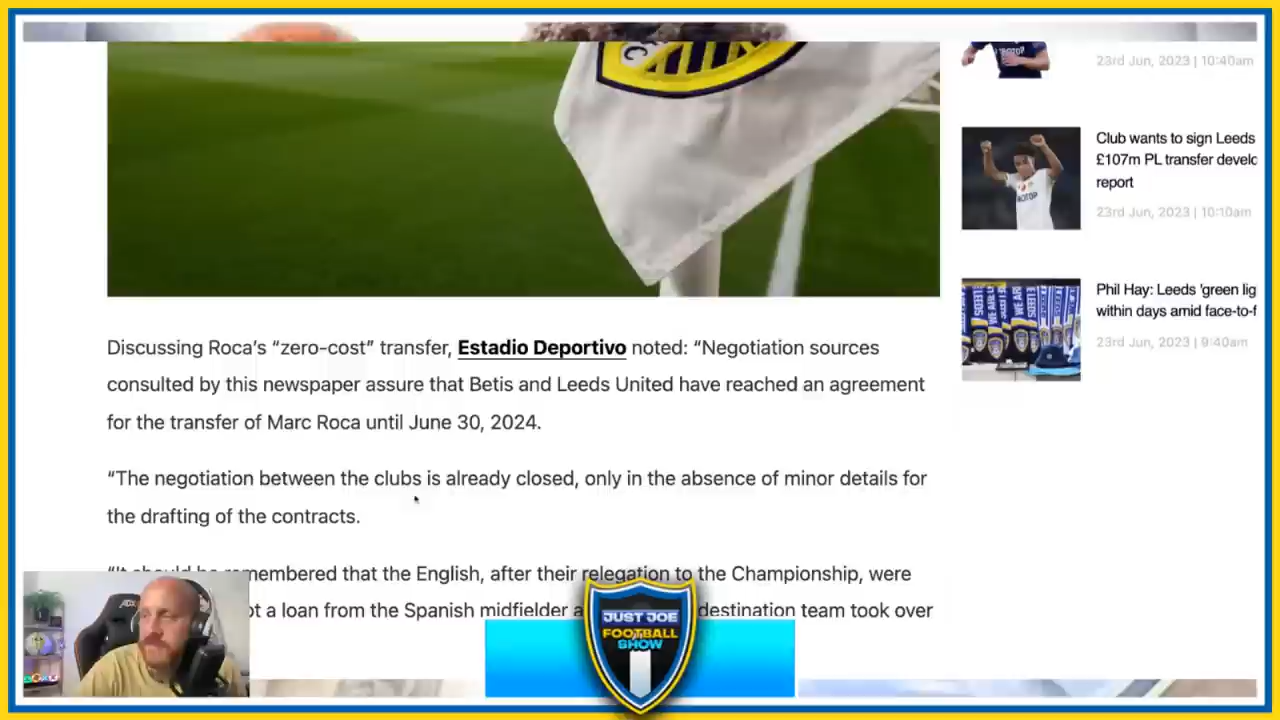 23rd Jun, 2023 | 10:40am
Club wants to sign Leeds
£107m PL transfer develo
report
23rd Jun, 2023 | 10:10am
Phil Hay: Leeds 'green lig
within days amid face-to-f
23rd Jun, 2023 | 9:40am
Discussing Roca's “zero-cost” transfer, Estadio Deportivo noted: “Negotiation sources
consulted by this newspaper assure that Betis and Leeds United have reached an agreement
for the transfer of Marc Roca until June 30, 2024.
“The negotiation between the clubs is already closed, only in the absence of minor details for
the drafting of the contracts.
“It should be remembered that the English, after their relegation to the Championship, were
a loan from the Spanish midfielder destination team took over
JUST JOE
FOOTBALL
SHOW